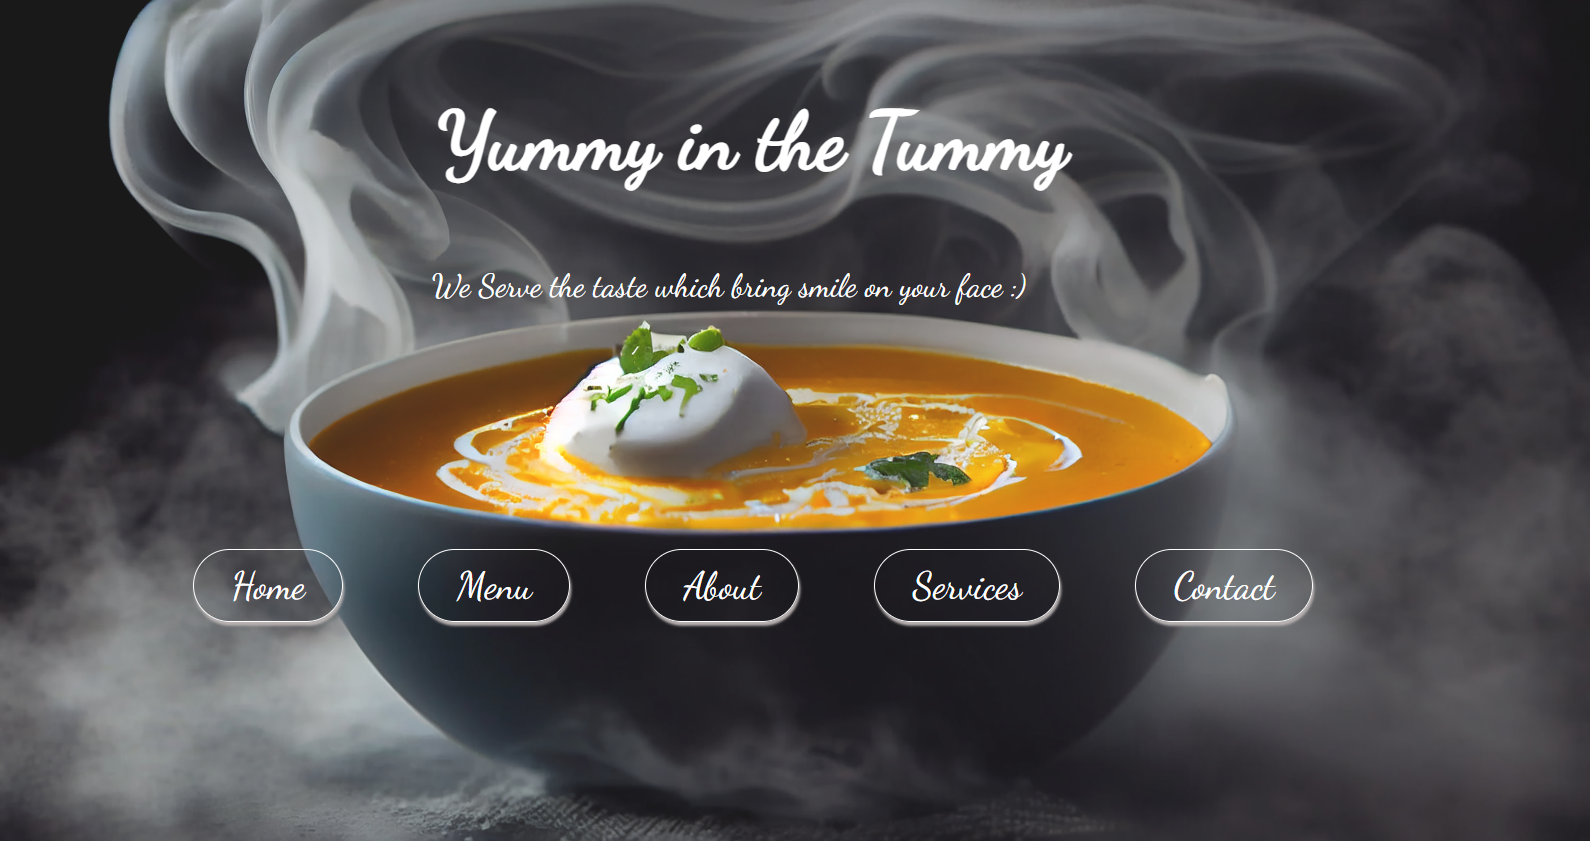 Yummy in the Tummy
We Serve the taste which bring smile on your face :)
Home Menu About Services Contact